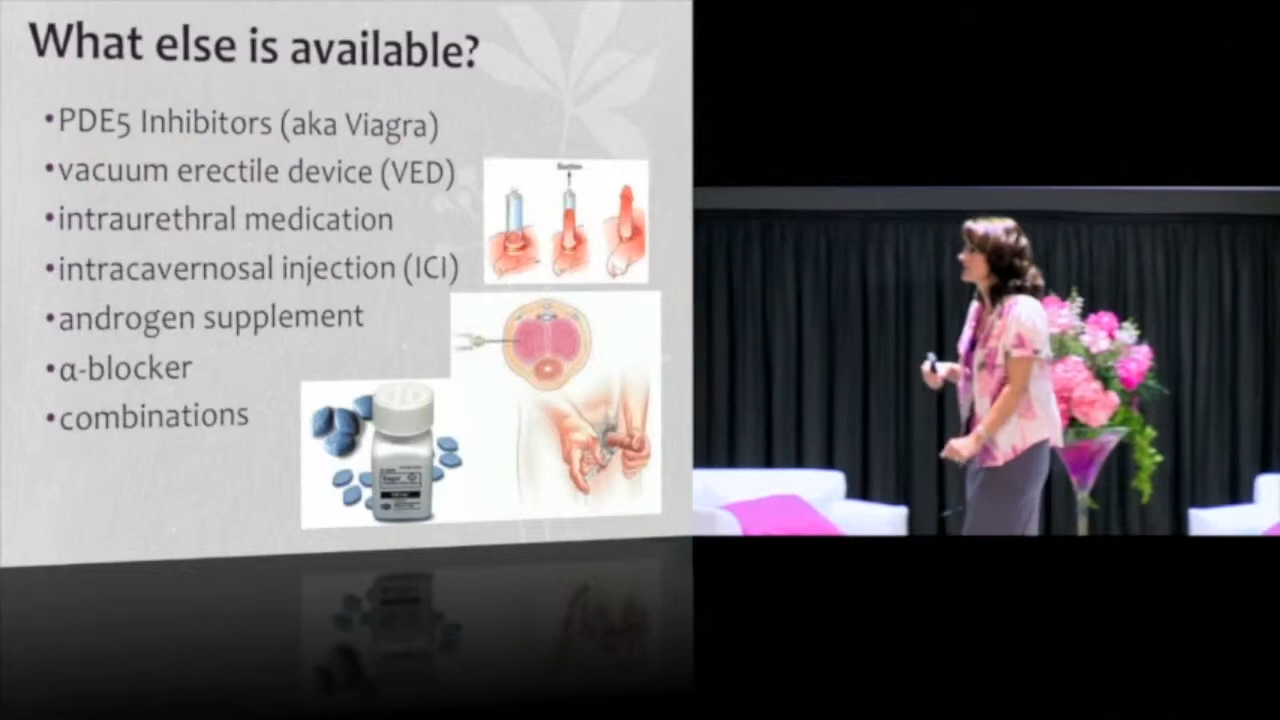 What else is available?
•PDE5 Inhibitors (aka Viagra)
•vacuum erectile device (VED)
•intraurethral medication
•intracavernosal injection (ICI)
•androgen supplement
•α-blocker
•combinations
Suction